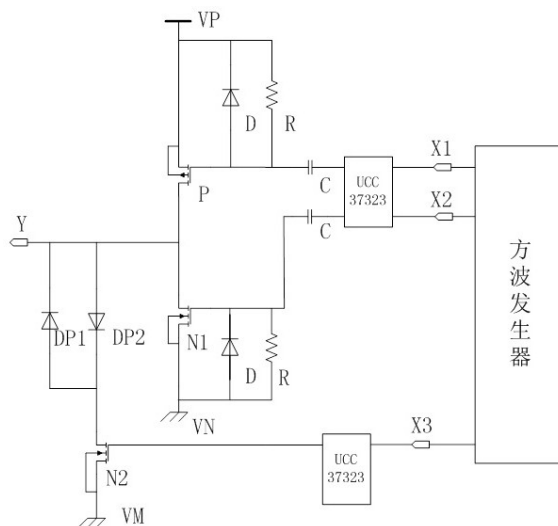 VP
D
R
P
C
UCC
37323
X1
X2
C
Y
DP1
DP2
N1
D
R
VN
方波发生器
X3
UCC
37323
N2
VM